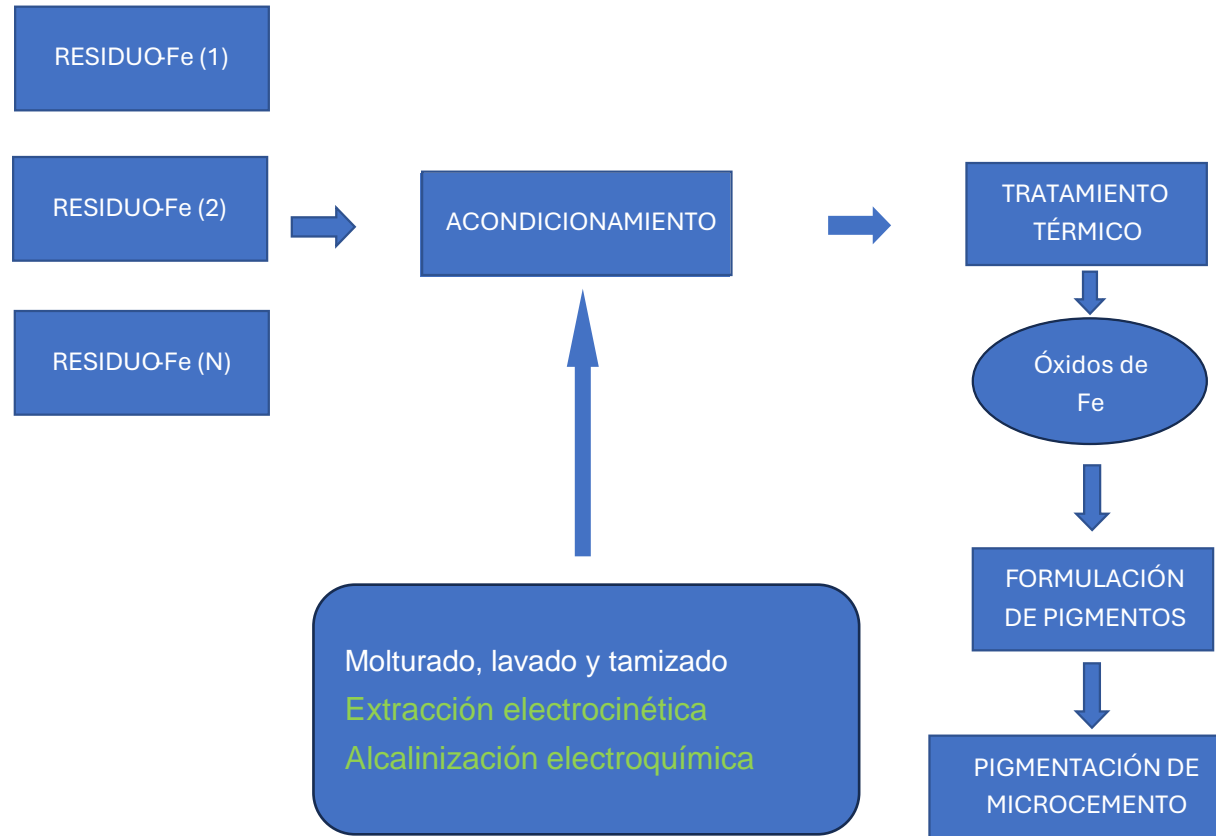 RESIDUO-Fe (1)
RESIDUO-Fe (2)
RESIDUO-Fe (N)
ACONDICIONAMIENTO
Molturado, lavado y tamizado
Extracción electrocinética
Alcalinización electroquímica
TRATAMIENTO
TÉRMICO
Óxidos de
Fe
FORMULACIÓN
DE PIGMENTOS
PIGMENTACIÓN DE
MICROCEMENTO